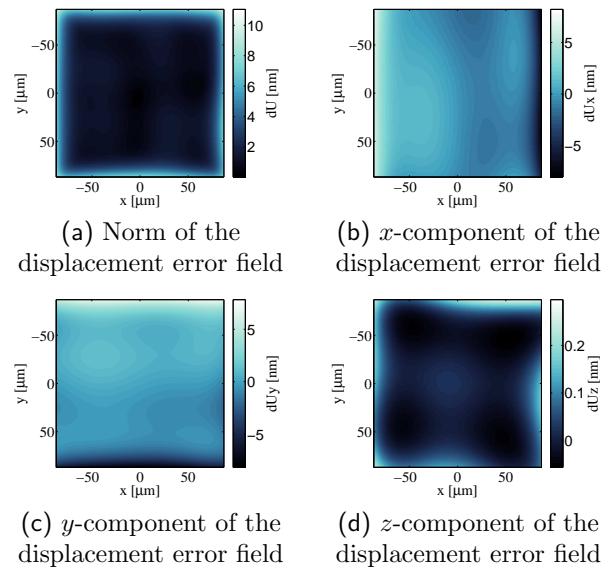 −50
0
50
y [µm]
−50 0 50
x [µm]
10
8
6
4
2
dU [nm]
(a) Norm of the
displacement error field
−50
0
50
y [µm]
−50 0 50
x [µm]
5
0
−5
dUx [nm]
(b) x-component of the
displacement error field
−50
0
50
y [µm]
−50 0 50
x [µm]
5
0
−5
dUy [nm]
(c) y-component of the
displacement error field
−50
0
50
y [µm]
−50 0 50
x [µm]
0.2
0.1
0
dUz [nm]
(d) z-component of the
displacement error field